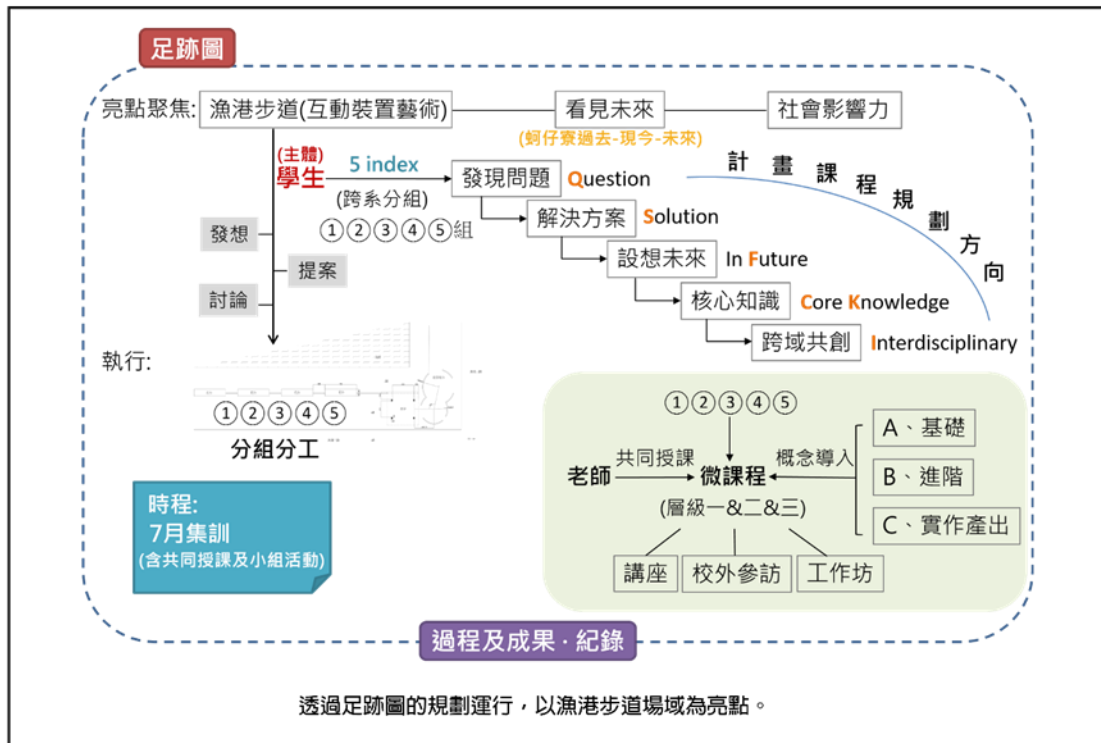 足跡圖
亮點聚焦: 漁港步道(互動裝置藝術) 看見未來 社會影響力
(蚵仔寮過去-現今-未來)
(主體)
學生
5 index
(跨系分組)
①②③④⑤組
發現問題 Question
解決方案 Solution
設想未來 In Future
核心知識 Core Knowledge
跨域共創 Interdisciplinary
計畫課程規劃方向
發想
提案
討論
執行:
①②③④⑤
分組分工
時程:
7月集訓
(含共同授課及小組活動)
①②③④⑤
老師 共同授課 微課程 概念導入
(層級一&二&三)
A、基礎
B、進階
C、實作產出
講座 校外參訪 工作坊
過程及成果 · 紀錄
透過足跡圖的規劃運行，以漁港步道場域為亮點。